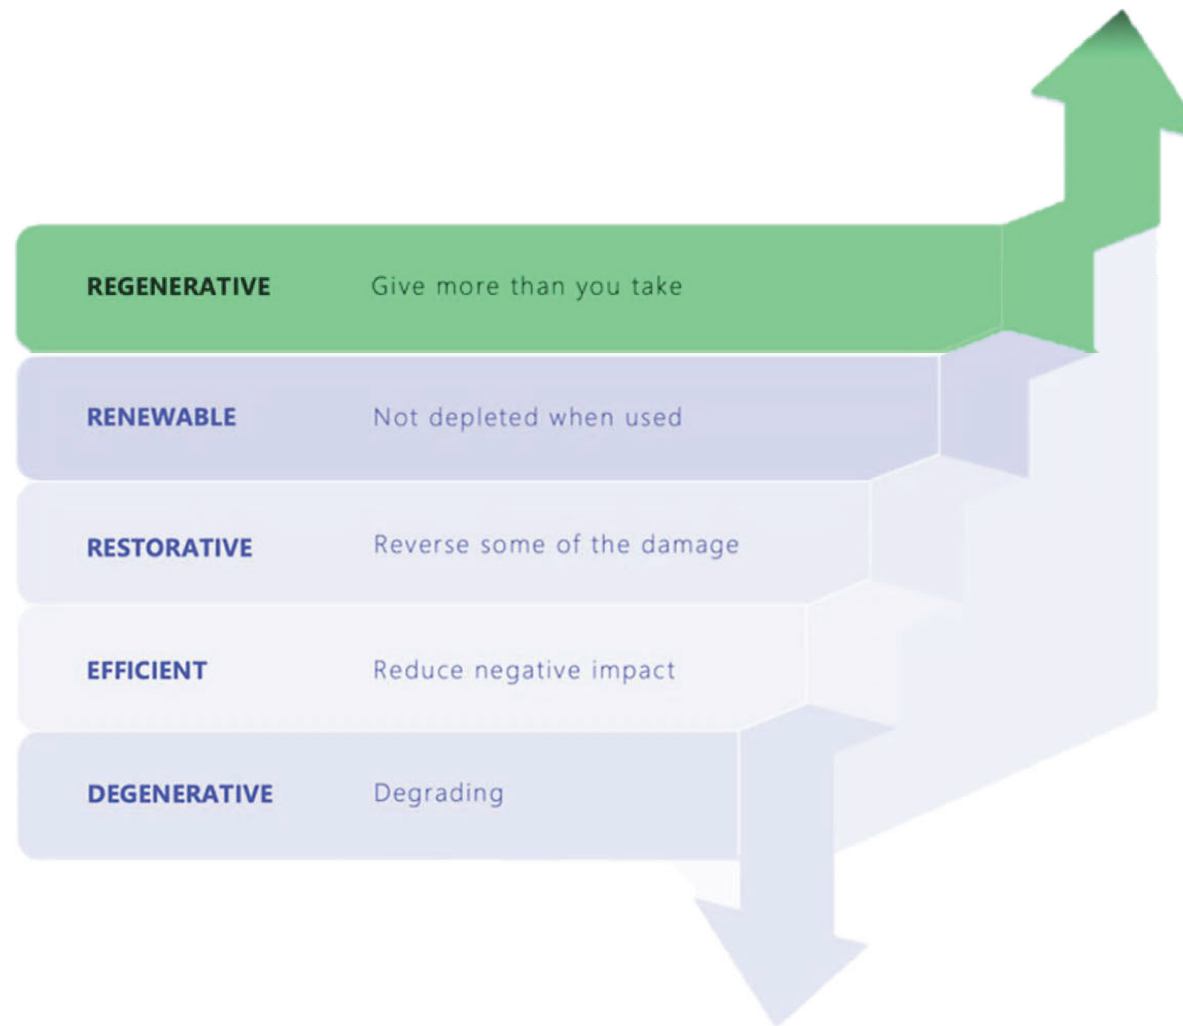 REGENERATIVE Give more than you take
RENEWABLE Not depleted when used
RESTORATIVE Reverse some of the damage
EFFICIENT Reduce negative impact
DEGENERATIVE Degrading